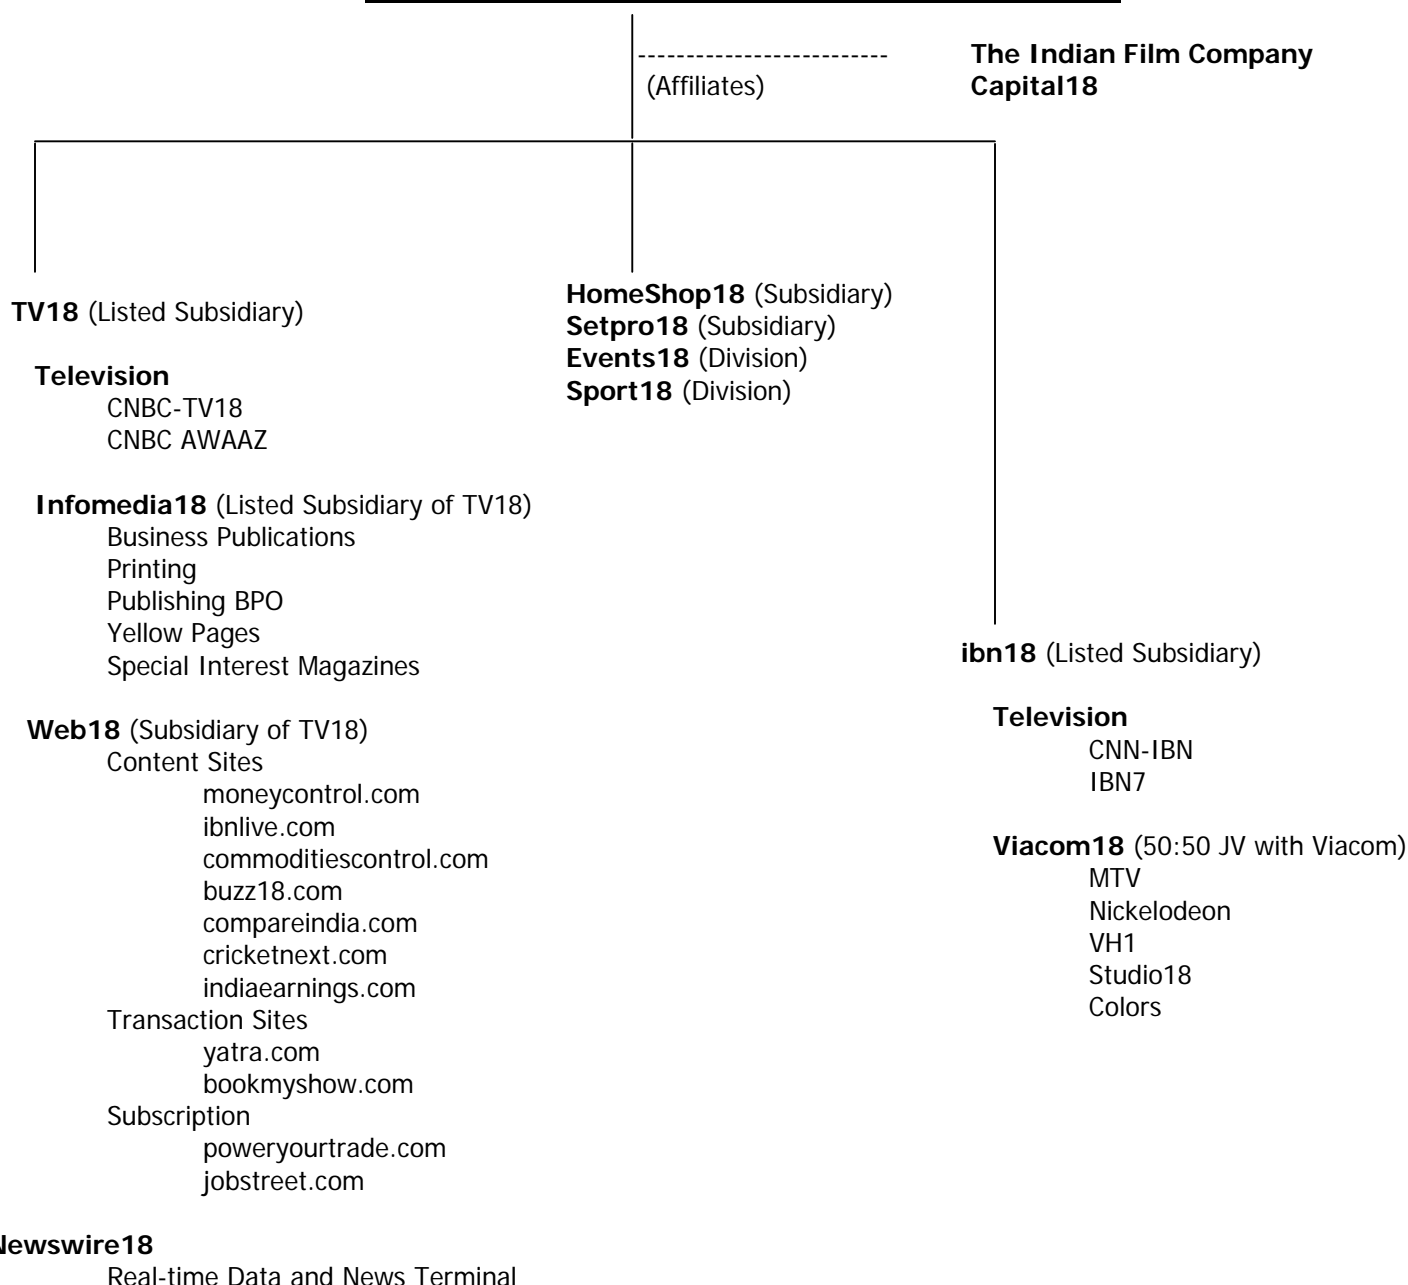 The Indian Film Company
(Affiliates)
Capital18
TV18 (Listed Subsidiary)
Television
CNBC-TV18
CNBC AWAAZ
Infomedia18 (Listed Subsidiary of TV18)
Business Publications
Printing
Publishing BPO
Yellow Pages
Special Interest Magazines
Web18 (Subsidiary of TV18)
Content Sites
moneycontrol.com
ibnlive.com
commoditiescontrol.com
buzz18.com
compareindia.com
cricketnext.com
indiaearnings.com
Transaction Sites
yatra.com
bookmyshow.com
Subscription
poweryourtrade.com
jobstreet.com
Newswire18
Real-time Data and News Terminal
HomeShop18 (Subsidiary)
Setpro18 (Subsidiary)
Events18 (Division)
Sport18 (Division)
ibn18 (Listed Subsidiary)
Television
CNN-IBN
IBN7
Viacom18 (50:50 JV with Viacom)
MTV
Nickelodeon
VH1
Studio18
Colors